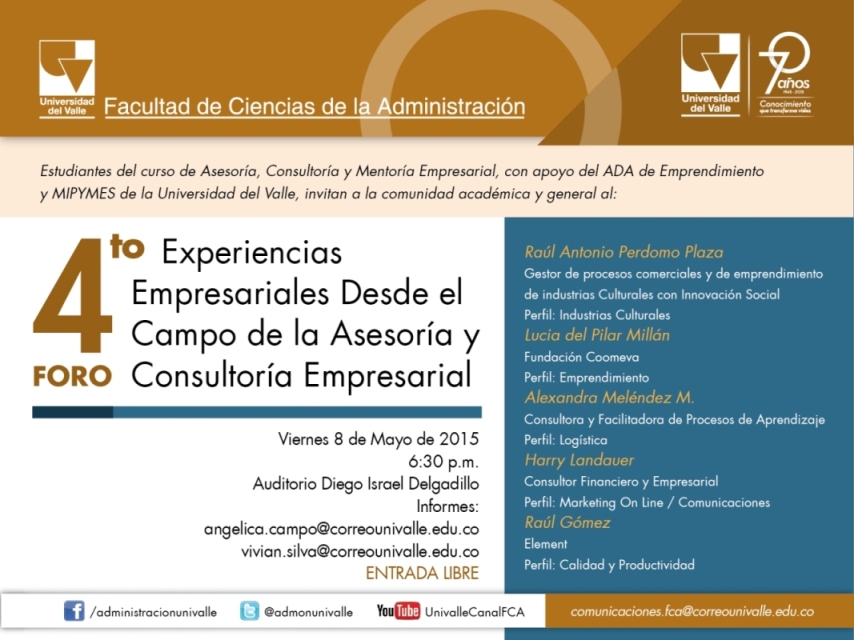 Universidad
del Valle
Facultad de Ciencias de la Administración
Universidad
del Valle
70 años
1945-2015
Conocimiento
que transforma vidas
Estudiantes del curso de Asesoría, Consultoría y Mentoría Empresarial, con apoyo del ADA de Emprendimiento
y MIPYMES de la Universidad del Valle, invitan a la comunidad académica y general al:
4to FORO
Experiencias
Empresariales Desde el
Campo de la Asesoría y
Consultoría Empresarial
Viernes 8 de Mayo de 2015
6:30 p.m.
Auditorio Diego Israel Delgadillo
Informes:
angelica.campo@correounivalle.edu.co
vivian.silva@correounivalle.edu.co
ENTRADA LIBRE
Raúl Antonio Perdomo Plaza
Gestor de procesos comerciales y de emprendimiento
de industrias Culturales con Innovación Social
Perfil: Industrias Culturales
Lucia del Pilar Millán
Fundación Coomeva
Perfil: Emprendimiento
Alexandra Meléndez M.
Consultora y Facilitadora de Procesos de Aprendizaje
Perfil: Logística
Harry Landauer
Consultor Financiero y Empresarial
Perfil: Marketing On Line / Comunicaciones
Raúl Gómez
Element
Perfil: Calidad y Productividad
f /administracionunivalle
@admonunivalle
YouTube UnivalleCanalFCA
comunicaciones.fca@correounivalle.edu.co